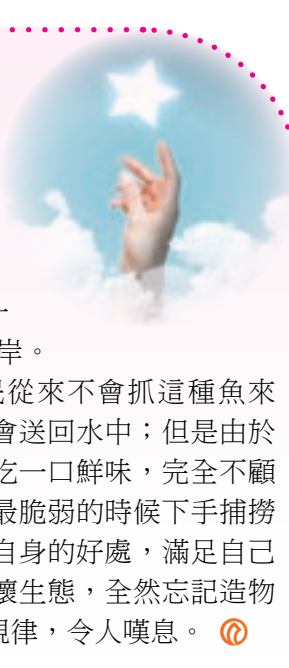 岸。
從來不會抓這種魚來
會送回水中；但是由於
吃一口鮮味，完全不顧
最脆弱的時候下手捕撈
自身的好處，滿足自己
壞生態，全然忘記造物
規律，令人嘆息。